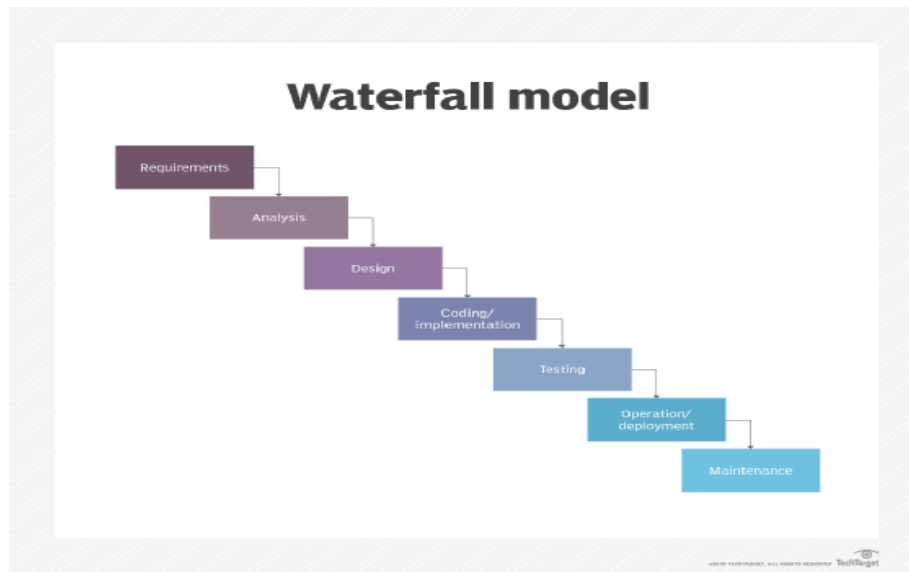 Waterfall model
Requirements
Analysis
Design
Coding/
implementation
Testing
Operation/
deployment
Maintenance
TechTarget